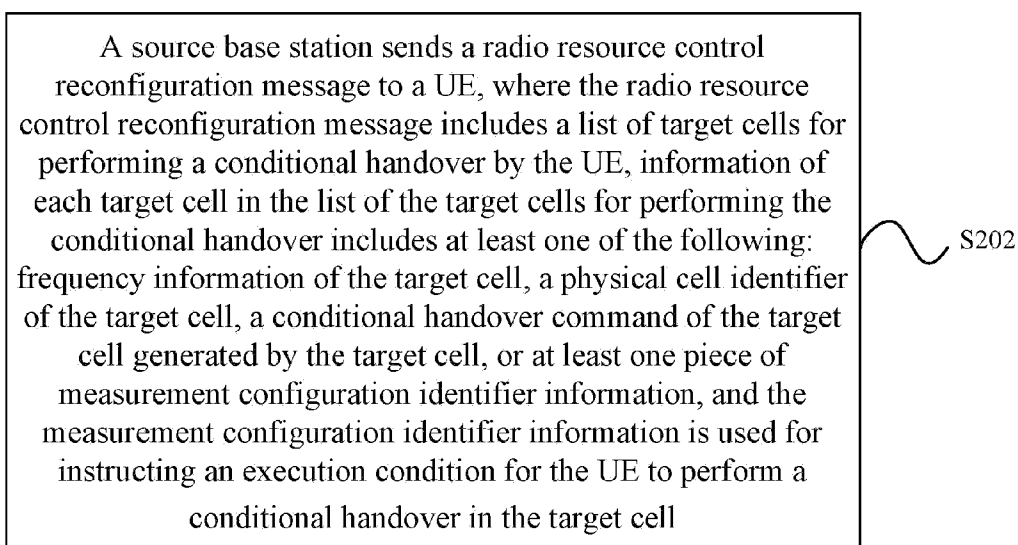 A source base station sends a radio resource control
reconfiguration message to a UE, where the radio resource
control reconfiguration message includes a list of target cells for
performing a conditional handover by the UE, information of
each target cell in the list of the target cells for performing the
conditional handover includes at least one of the following:
frequency information of the target cell, a physical cell identifier
of the target cell, a conditional handover command of the target
cell generated by the target cell, or at least one piece of
measurement configuration identifier information, and the
measurement configuration identifier information is used for
instructing an execution condition for the UE to perform a
conditional handover in the target cell
S202